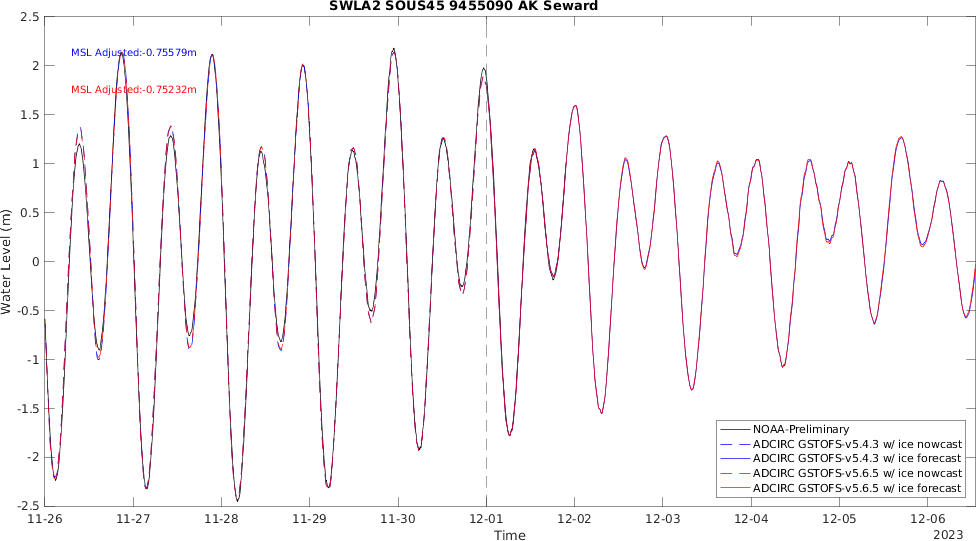 SWLA2 SOUS45 9455090 AK Seward
2.5
MSL Adjusted:-0.75579m
2
MSL Adjusted:-0.75232m
1.5
1
0.5
Water Level (m)
0
-0.5
-1
-1.5
-2
-2.5
NOAA-Preliminary
ADCIRC GSTOFS-v5.4.3 w/ ice nowcast
ADCIRC GSTOFS-v5.4.3 w/ ice forecast
ADCIRC GSTOFS-v5.6.5 w/ ice nowcast
ADCIRC GSTOFS-v5.6.5 w/ ice forecast
11-26 11-27 11-28 11-29 11-30 12-01 12-02 12-03 12-04 12-05 12-06
Time
2023